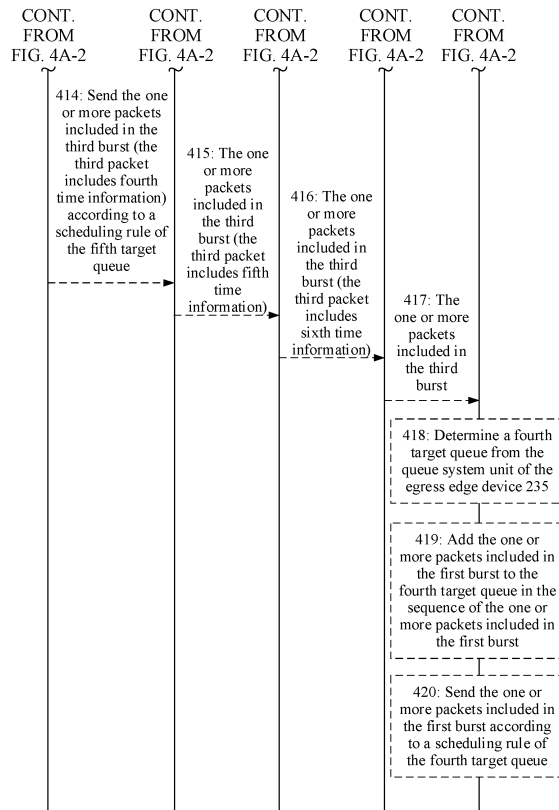 CONT.
FROM
FIG. 4A-2
CONT.
FROM
FIG. 4A-2
CONT.
FROM
FIG. 4A-2
CONT.
FROM
FIG. 4A-2
CONT.
FROM
FIG. 4A-2
414: Send the one
or more packets
included in the
third burst (the
third packet
includes fourth
time information)
according to a
scheduling rule of
the fifth target
queue
415: The one
or more
packets
included in
the third
burst (the
third packet
includes fifth
time
information)
416: The one
or more
packets
included in
the third
burst (the
third packet
includes
sixth time
information)
417: The
one or more
packets
included in
the third
burst
418: Determine a fourth
target queue from the
queue system unit of the
egress edge device 235
419: Add the one or
more packets included in
the first burst to the
fourth target queue in the
sequence of the one or
more packets included in
the first burst
420: Send the one or
more packets included in
the first burst according
to a scheduling rule of
the fourth target queue